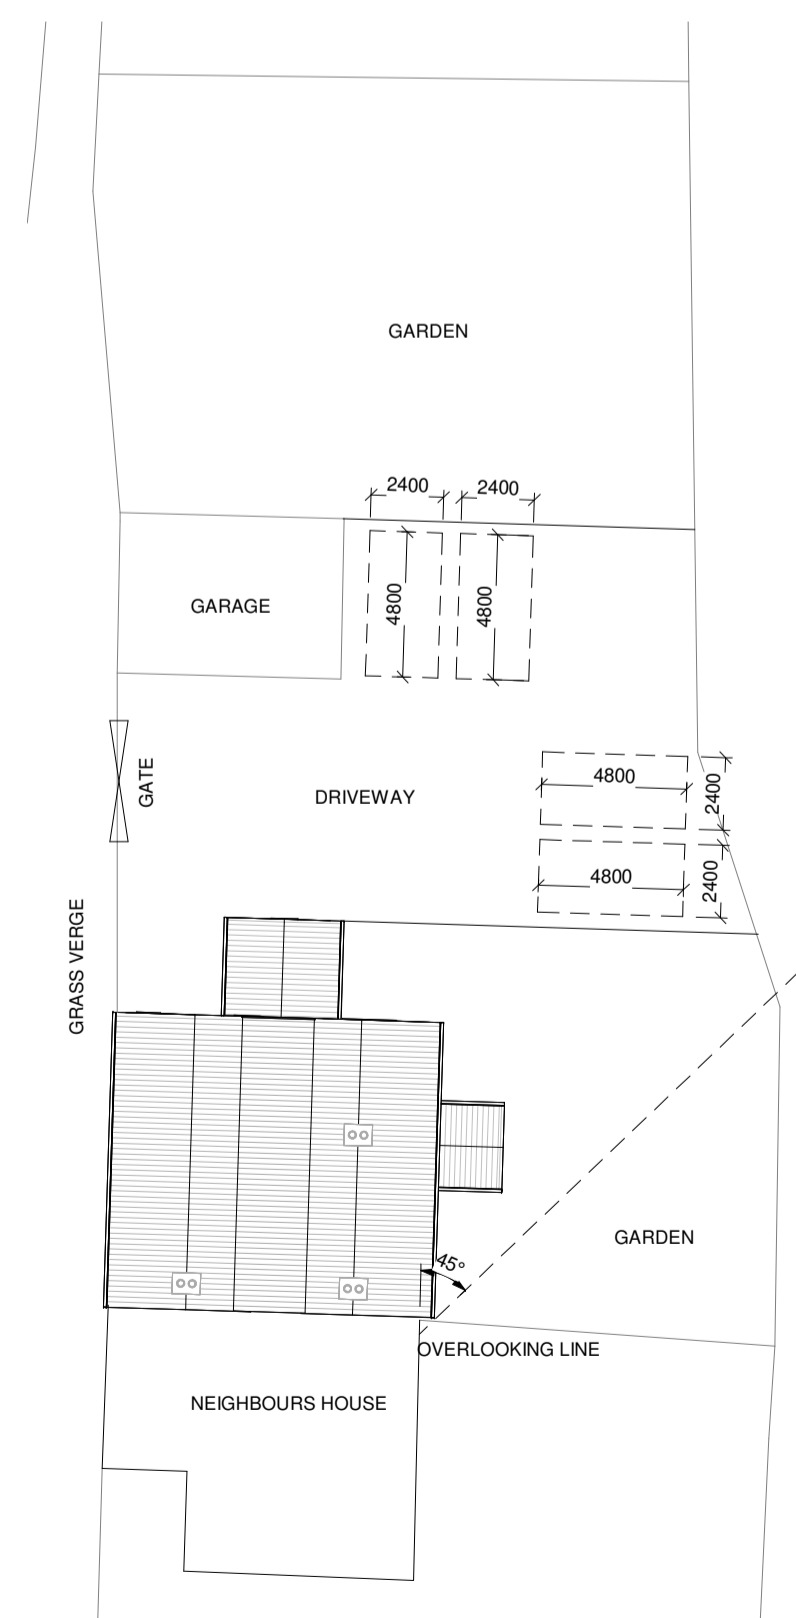 GARDEN
2400
2400
GARAGE
4800
4800
GATE
DRIVEWAY
4800
2400
4800
2400
GRASS VERGE
GARDEN
45°
OVERLOOKING LINE
NEIGHBOURS HOUSE